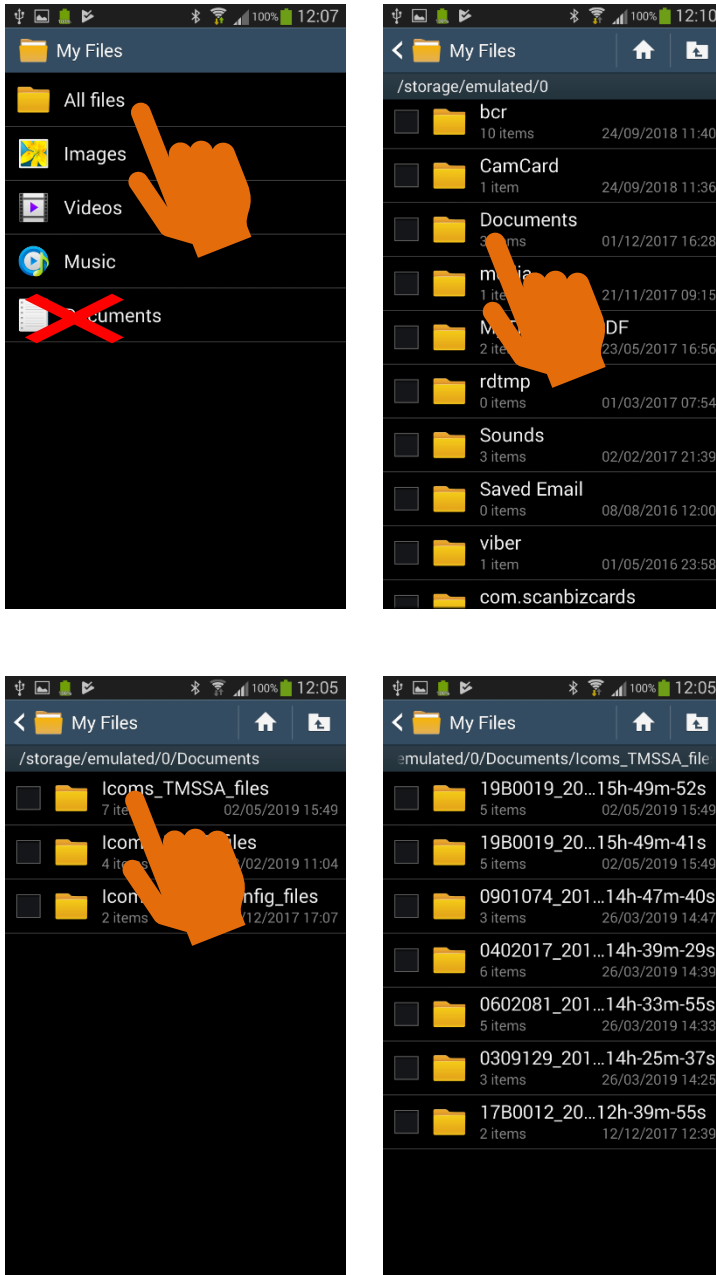 100% 12:07
My Files
All files
Images
Videos
Music
cuments
100% 12:10
My Files
/storage/emulated/0
bcr
10 items 24/09/2018 11:40
CamCard
1 item 24/09/2018 11:36
Documents
3 ms 01/12/2017 16:28
1 ite 21/11/2017 09:15
DF
2 ite 23/05/2017 16:56
rdtmp
0 items 01/03/2017 07:54
Sounds
3 items 02/02/2017 21:39
Saved Email
0 items 08/08/2016 12:00
viber
1 item 01/05/2016 23:58
com.scanbizcards
100% 12:05
My Files
/storage/emulated/0/Documents
Icoms_TMSSA_files
7 ite 02/05/2019 15:49
Icom iles
4 items /02/2019 11:04
Icom nfig_files
2 items /12/2017 17:07
100% 12:05
My Files
emulated/0/Documents/Icoms_TMSSA_file
19B0019_20...15h-49m-52s
5 items 02/05/2019 15:49
19B0019_20...15h-49m-41s
5 items 02/05/2019 15:49
0901074_201...14h-47m-40s
3 items 26/03/2019 14:47
0402017_201...14h-39m-29s
6 items 26/03/2019 14:39
0602081_201...14h-33m-55s
5 items 26/03/2019 14:33
0309129_201...14h-25m-37s
3 items 26/03/2019 14:25
17B0012_20...12h-39m-55s
2 items 12/12/2017 12:39